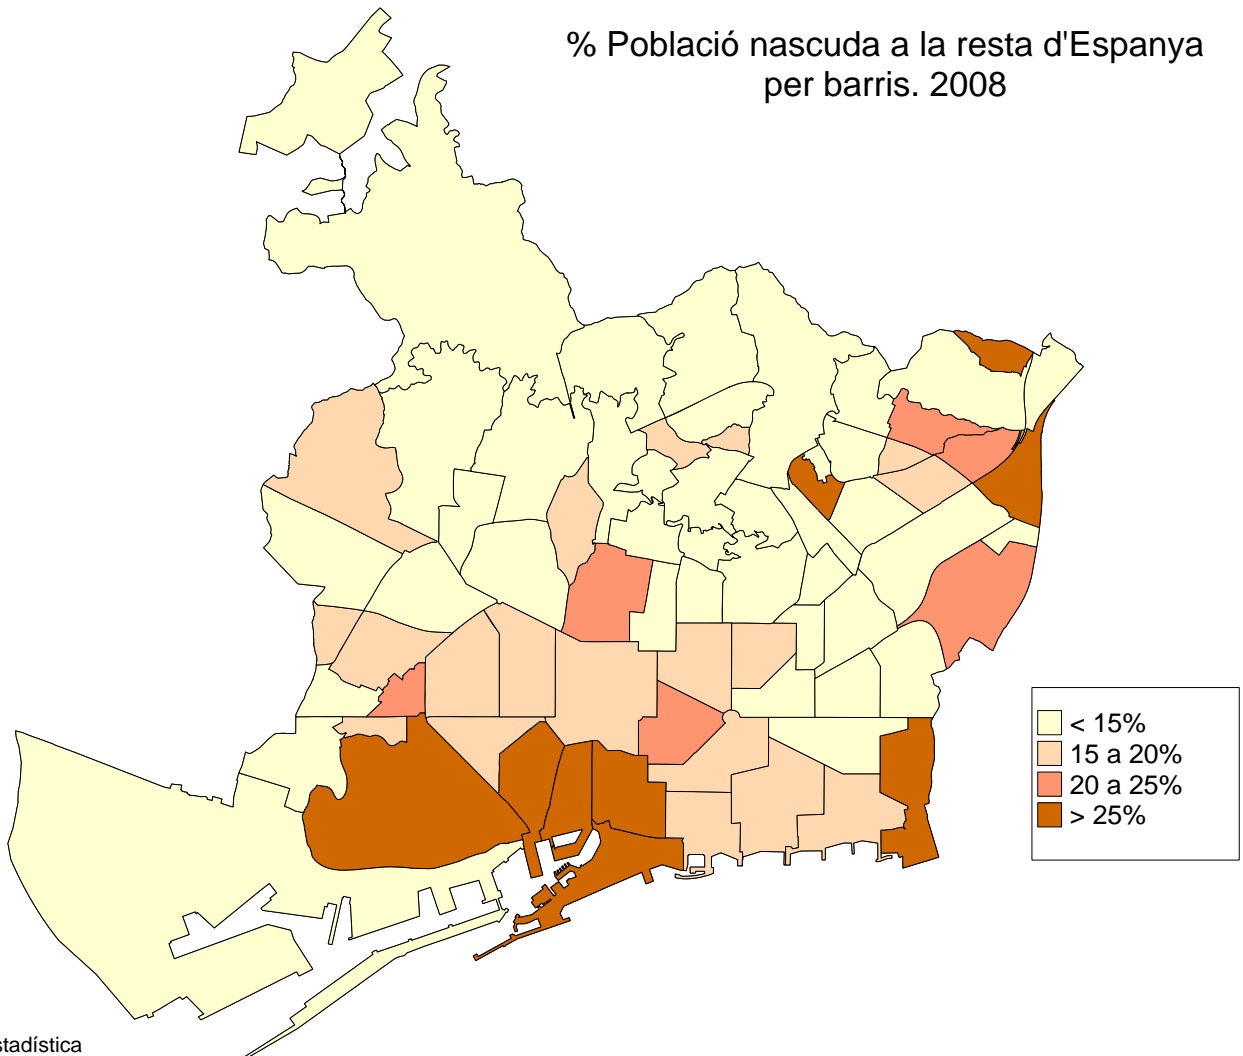 % Població nascuda a la resta d'Espanya
per barris. 2008
< 15%
15 a 20%
20 a 25%
> 25%
stadística